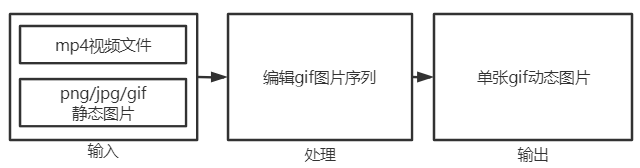 mp4视频文件
png/jpg/gif
静态图片
输入
编辑gif图片序列
处理
单张gif动态图片
输出